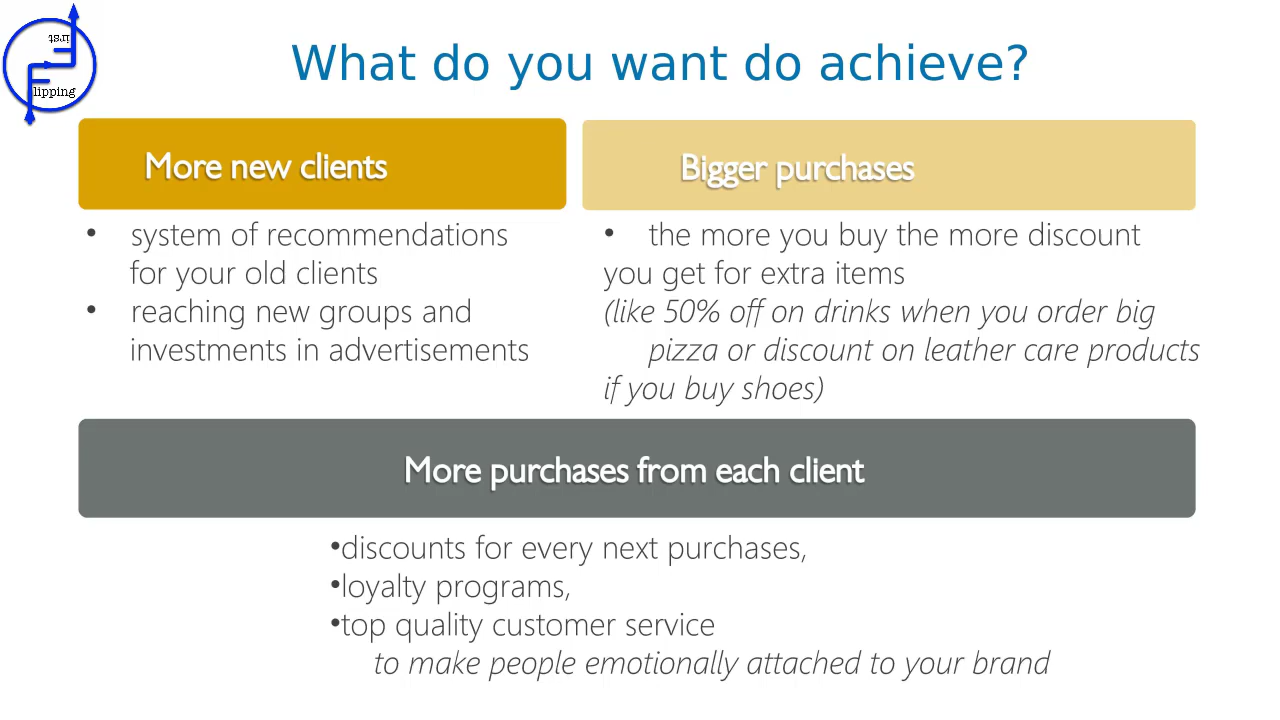 irst
lipping
What do you want do achieve?
More new clients
• system of recommendations
for your old clients
• reaching new groups and
investments in advertisements
Bigger purchases
• the more you buy the more discount
you get for extra items
(like 50% off on drinks when you order big
pizza or discount on leather care products
if you buy shoes)
More purchases from each client
•discounts for every next purchases,
•loyalty programs,
•top quality customer service
to make people emotionally attached to your brand